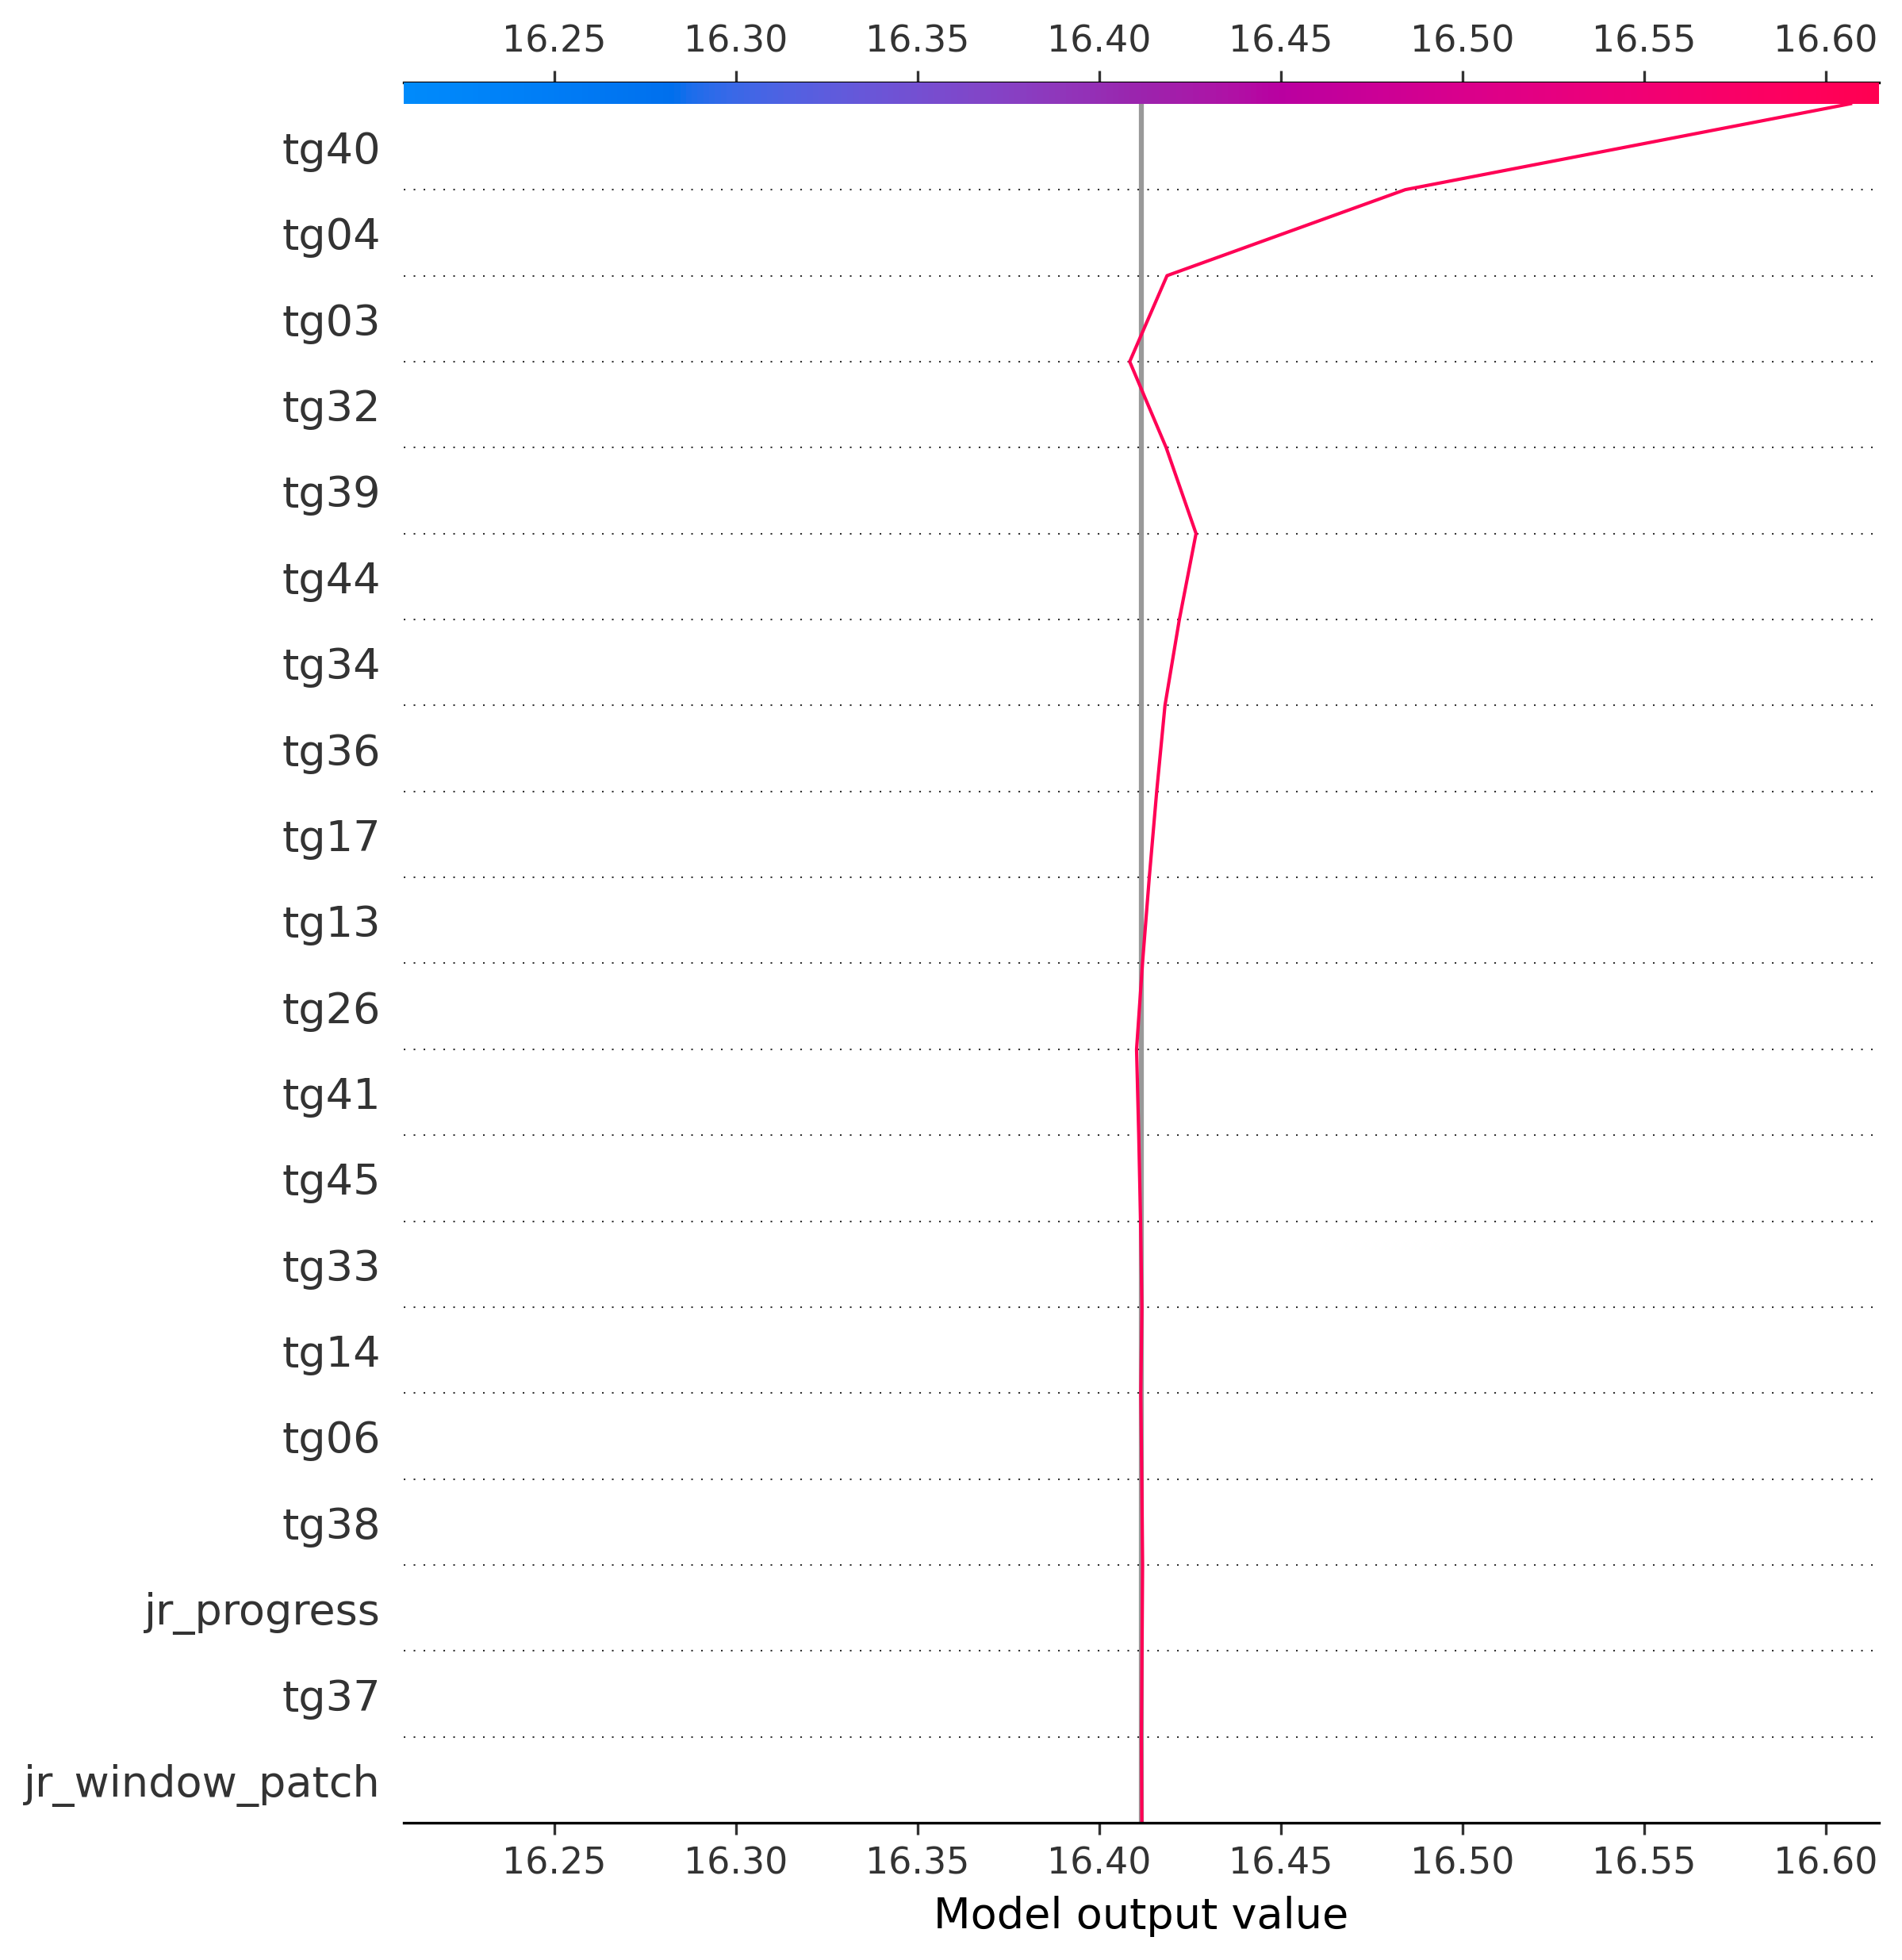 16.25 16.30 16.35 16.40 16.45 16.50 16.55 16.60
tg40
tg04
tg03
tg32
tg39
tg44
tg34
tg36
tg17
tg13
tg26
tg41
tg45
tg33
tg14
tg06
tg38
jr_progress
tg37
jr_window_patch
16.25 16.30 16.35 16.40 16.45 16.50 16.55 16.60
Model output value